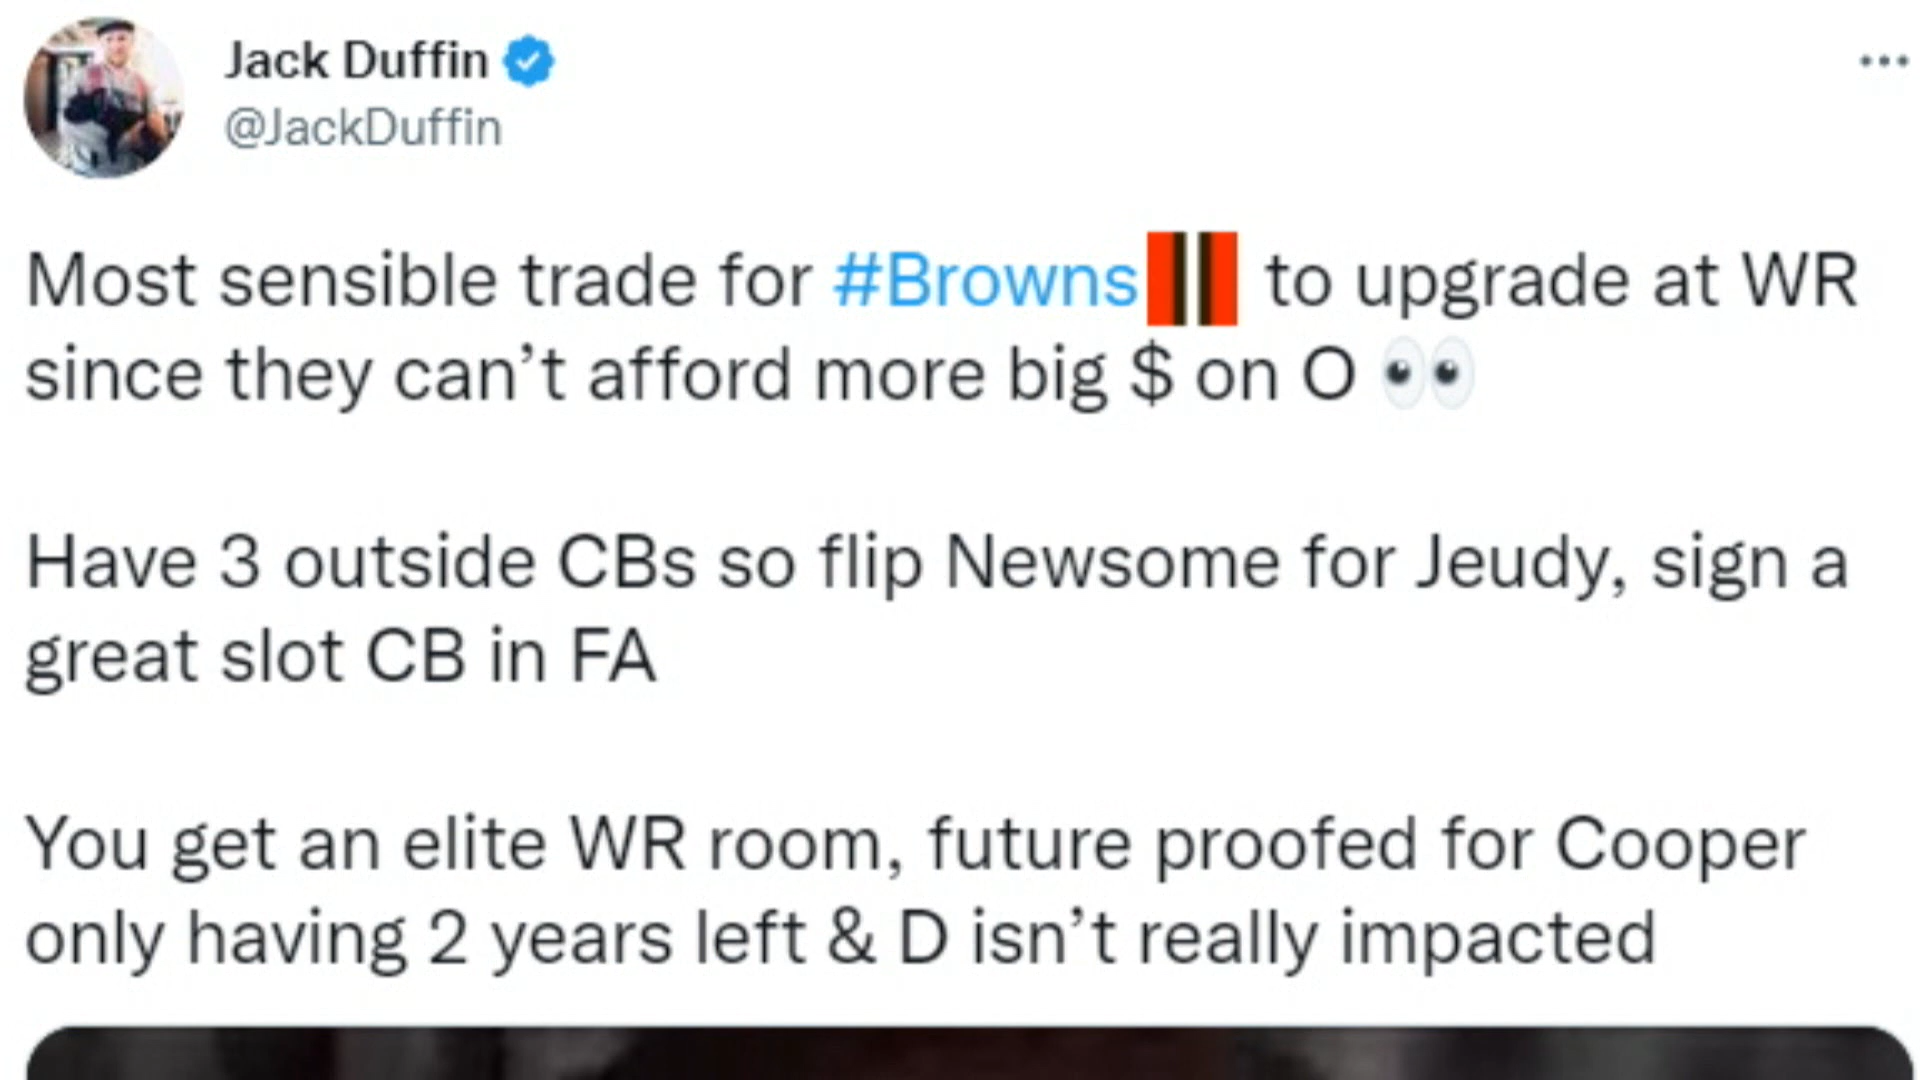 Jack Duffin
@JackDuffin
Most sensible trade for #Browns to upgrade at WR
since they can’t afford more big $ on O 👀
Have 3 outside CBs so flip Newsome for Jeudy, sign a
great slot CB in FA
You get an elite WR room, future proofed for Cooper
only having 2 years left & D isn’t really impacted